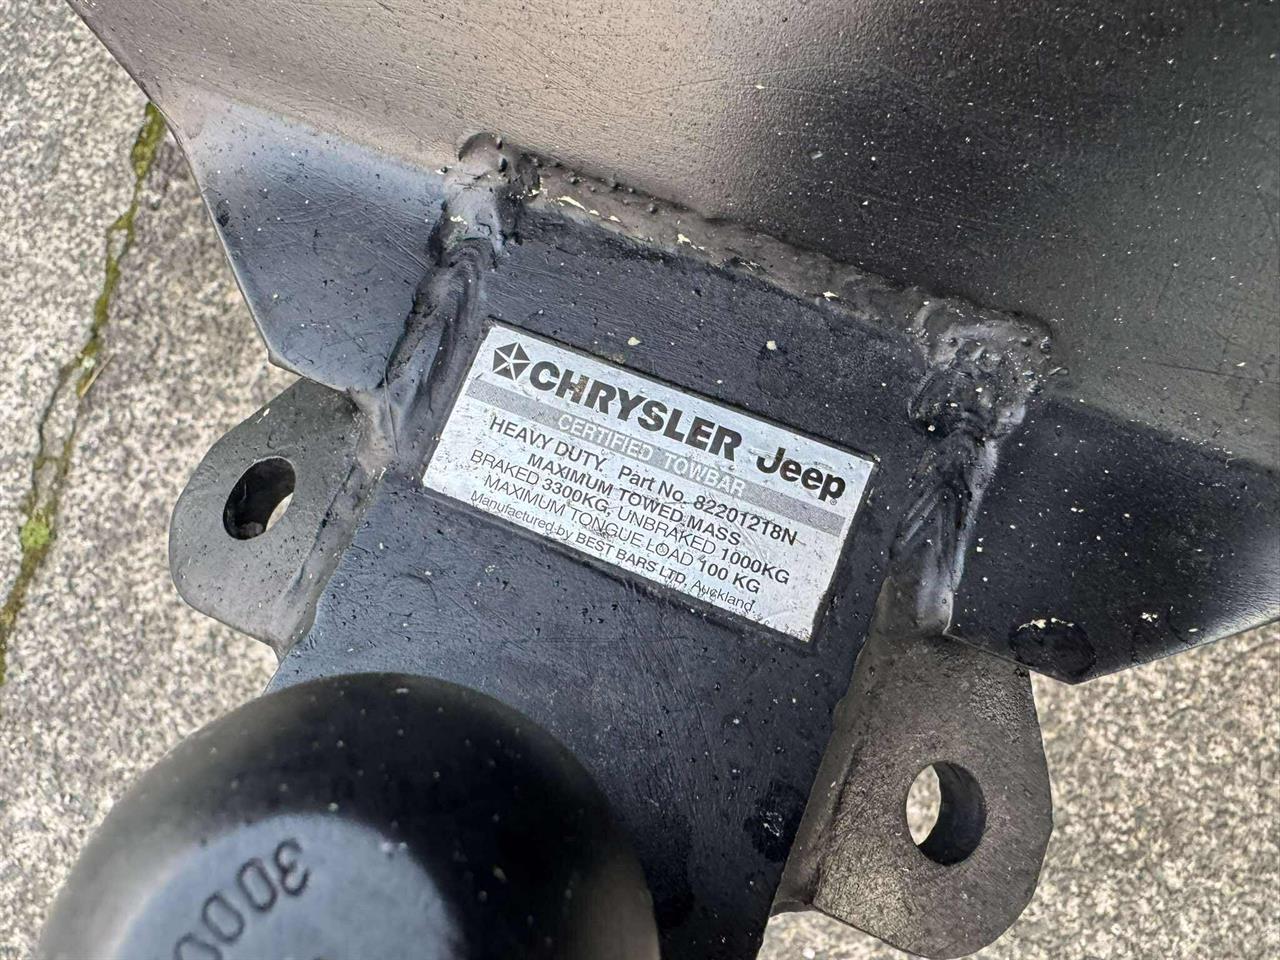 CHRYSLER Jeep
CERTIFIED TOWBAR
HEAVY DUTY. Part No. 82201218N
MAXIMUM TOWED MASS
BRAKED 3300KG, UNBRAKED 1000KG
MAXIMUM TONGUE LOAD 100 KG
Manufactured by BEST BARS LTD, Auckland.